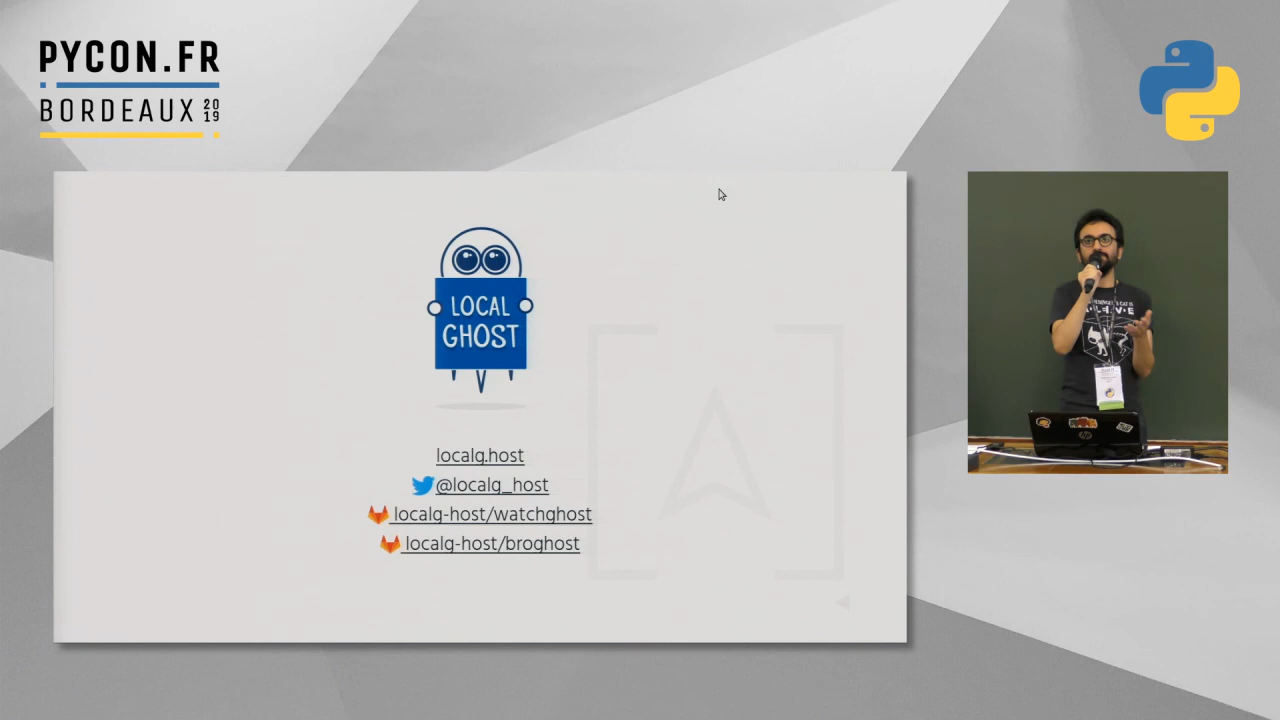 PYCON.FR
BORDEAUX 2019
LOCAL
GHOST
localg.host
@localg_host
localg-host/watchghost
localg-host/broghost